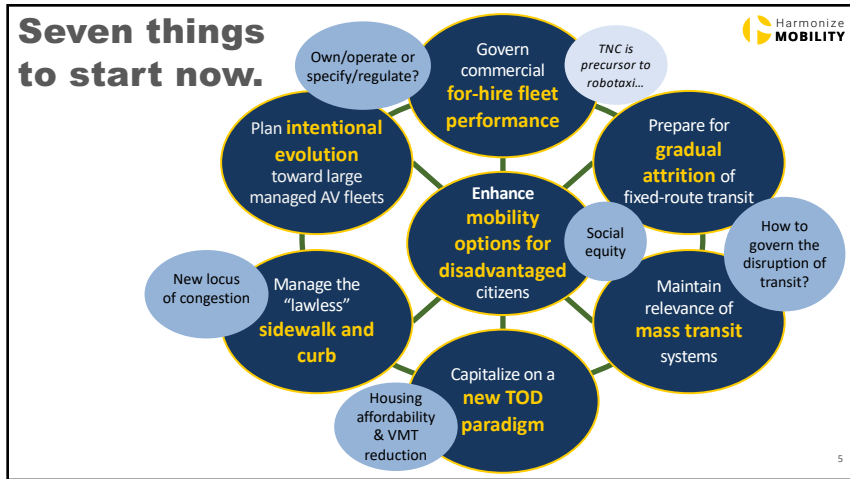 Seven things
to start now.
Harmonize
MOBILITY
Own/operate or
specify/regulate?
Govern
commercial
for-hire fleet
performance
TNC is
precursor to
robotaxi...
Plan intentional
evolution
toward large
managed AV fleets
Prepare for
gradual
attrition of
fixed-route transit
Enhance
mobility
options for
disadvantaged
citizens
Social
equity
How to
govern the
disruption of
transit?
New locus
of congestion
Manage the
“lawless”
sidewalk and
curb
Maintain
relevance of
mass transit
systems
Capitalize on a
new TOD
paradigm
Housing
affordability
& VMT
reduction
5